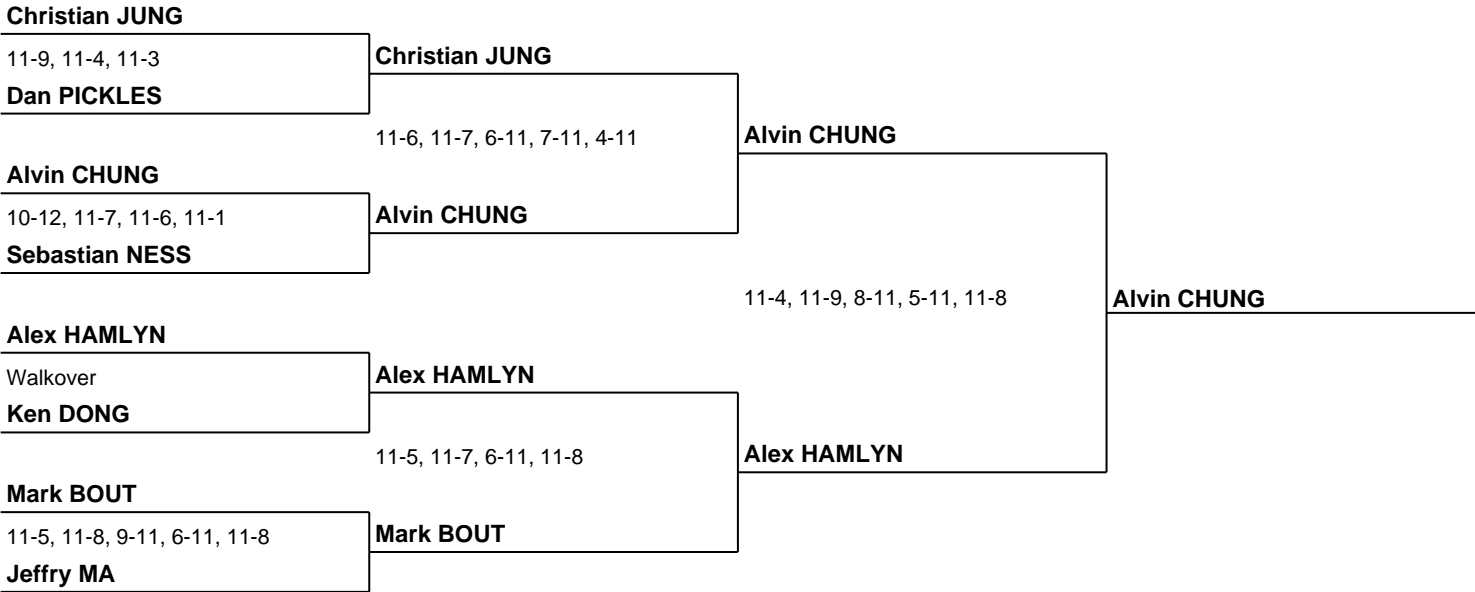 Christian JUNG
11-9, 11-4, 11-3
Dan PICKLES
Alvin CHUNG
10-12, 11-7, 11-6, 11-1
Sebastian NESS
Alex HAMLYN
Walkover
Ken DONG
Mark BOUT
11-5, 11-8, 9-11, 6-11, 11-8
Jeffry MA
Christian JUNG
11-6, 11-7, 6-11, 7-11, 4-11
Alvin CHUNG
Alex HAMLYN
11-5, 11-7, 6-11, 11-8
Mark BOUT
Alvin CHUNG
11-4, 11-9, 8-11, 5-11, 11-8
Alex HAMLYN
Alvin CHUNG